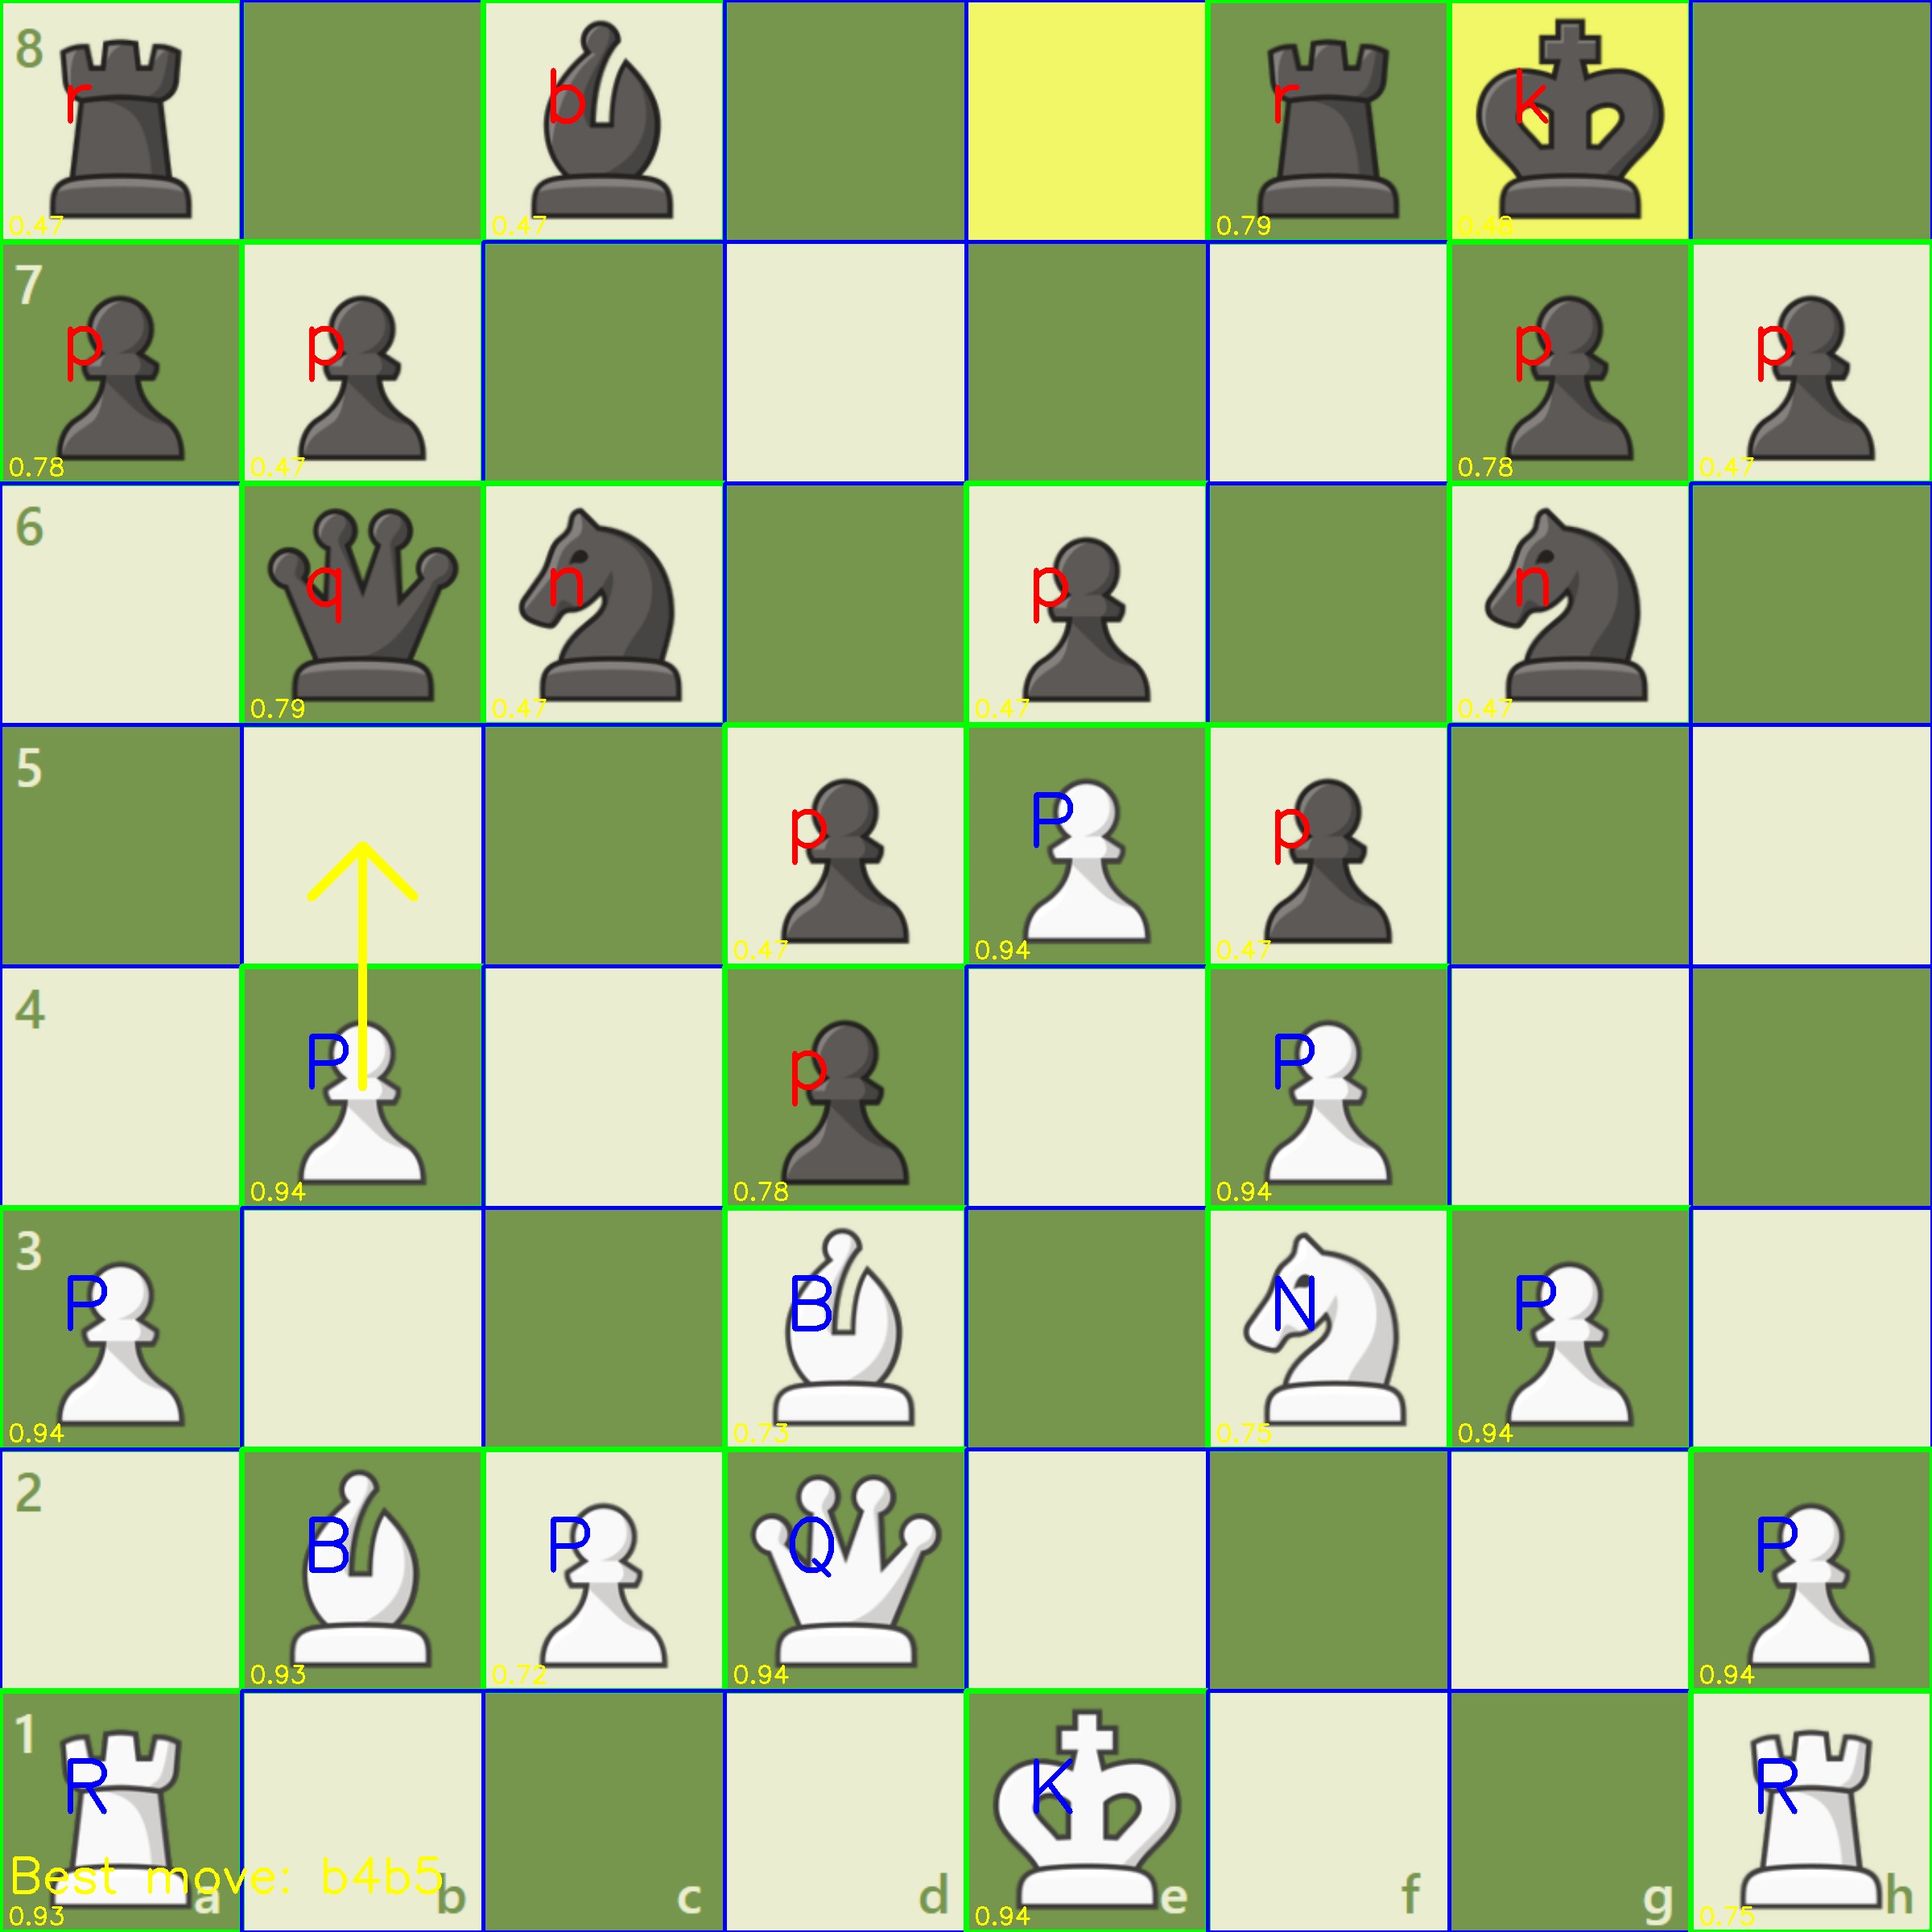 8 r b r k
0.47 0.47 0.79 0.48
7 p p p p
0.78 0.47 0.78 0.47
6 q n p n
0.79 0.47 0.47 0.47
5 p P p
0.47 0.94 0.47
4 P p P
0.94 0.78 0.94
3 P B N P
0.94 0.73 0.75 0.94
2 B P Q P
0.93 0.72 0.94 0.94
1 R K R
Best move: b4b5
a b c d e f g h
0.93 0.94 0.75